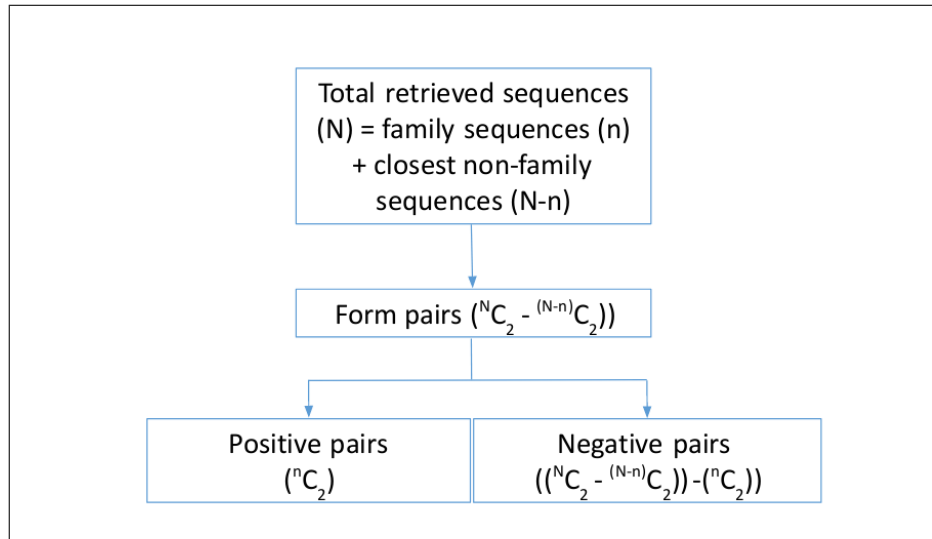 Total retrieved sequences
(N) = family sequences (n)
+ closest non-family
sequences (N-n)
Form pairs (ᴺC₂ - ⁽ᴺ⁻ⁿ⁾C₂))
Positive pairs
(ⁿC₂)
Negative pairs
((ᴺC₂ - ⁽ᴺ⁻ⁿ⁾C₂)) -(ⁿC₂))